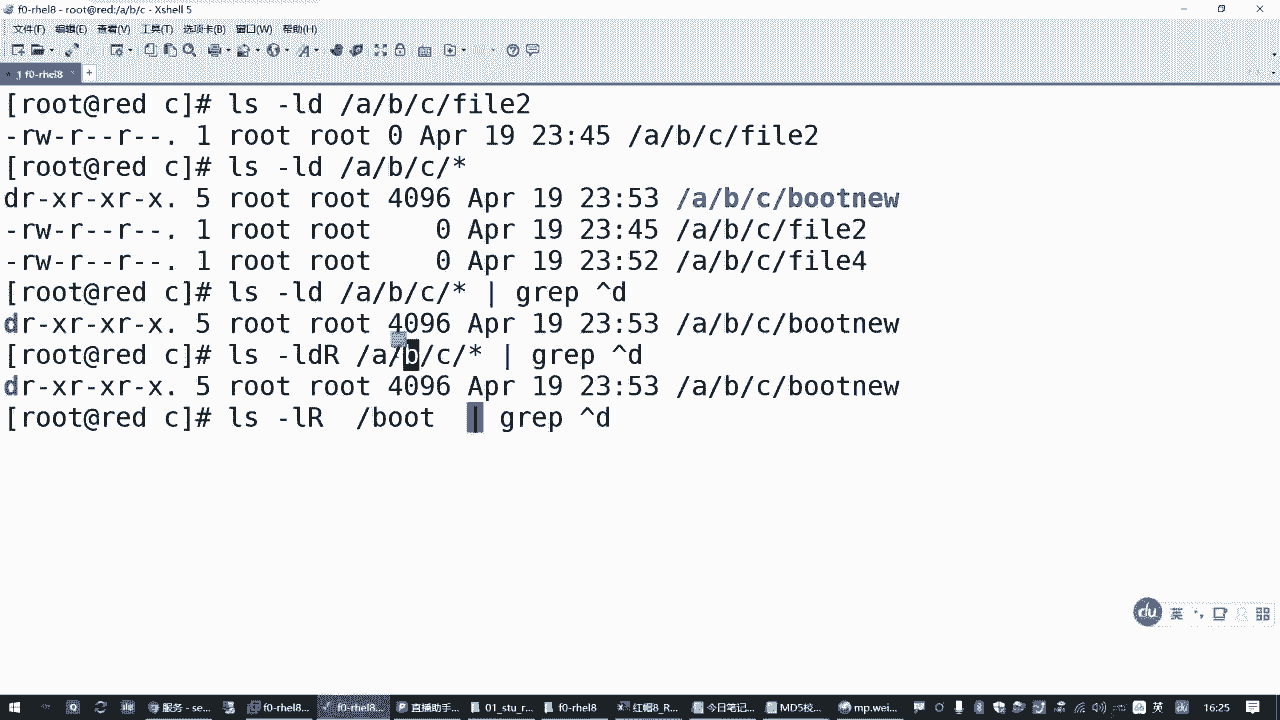 f0-rhel8 - root@red:/a/b/c - Xshell 5
文件(F) 编辑(E) 查看(V) 工具(T) 选项卡(B) 窗口(W) 帮助(H)
1 f0-rhel8
[root@red c]# ls -ld /a/b/c/file2
-rw-r--r--. 1 root root 0 Apr 19 23:45 /a/b/c/file2
[root@red c]# ls -ld /a/b/c/*
dr-xr-xr-x. 5 root root 4096 Apr 19 23:53 /a/b/c/bootnew
-rw-r--r--. 1 root root    0 Apr 19 23:45 /a/b/c/file2
-rw-r--r--. 1 root root    0 Apr 19 23:52 /a/b/c/file4
[root@red c]# ls -ld /a/b/c/* | grep ^d
dr-xr-xr-x. 5 root root 4096 Apr 19 23:53 /a/b/c/bootnew
[root@red c]# ls -ldR /a/b/c/* | grep ^d
dr-xr-xr-x. 5 root root 4096 Apr 19 23:53 /a/b/c/bootnew
[root@red c]# ls -lR  /boot  | grep ^d
du 英
服务 - se... f0-rhel8... f0-rhel8... 直播助手... 01_stu_r... f0-rhel8 红帽8_R... 今日笔记... MD5校... mp.wei... 英 16:25